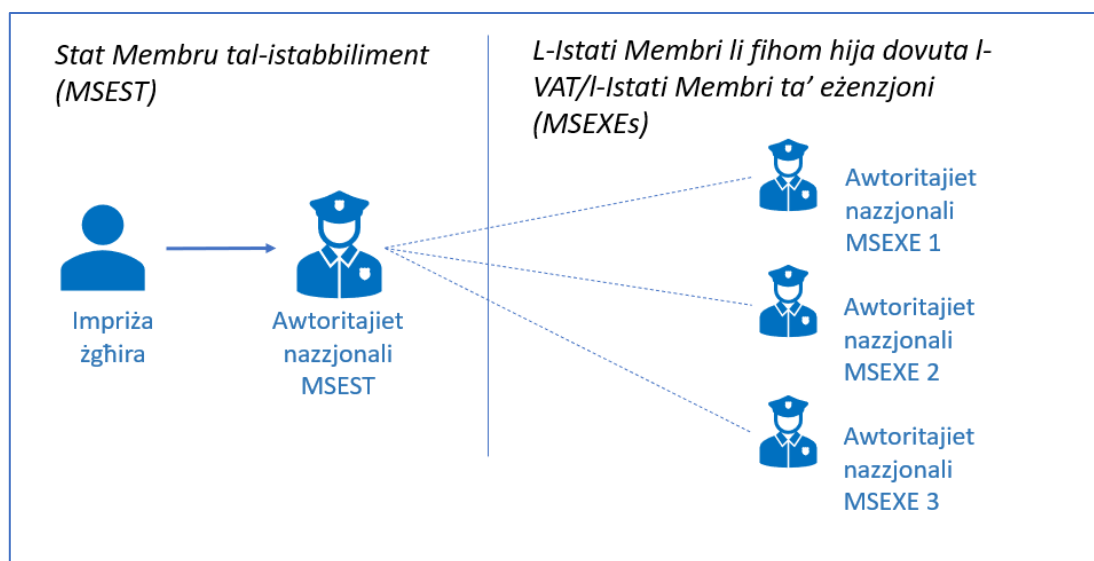 Stat Membru tal-istabbiliment
(MSEST)
L-Istati Membri li fihom hija dovuta l-
VAT/l-Istati Membri ta’ eżenzjoni
(MSEXEs)
Impriża
żgħira
Awtoritajiet
nazzjonali
MSEST
Awtoritajiet
nazzjonali
MSEXE 1
Awtoritajiet
nazzjonali
MSEXE 2
Awtoritajiet
nazzjonali
MSEXE 3